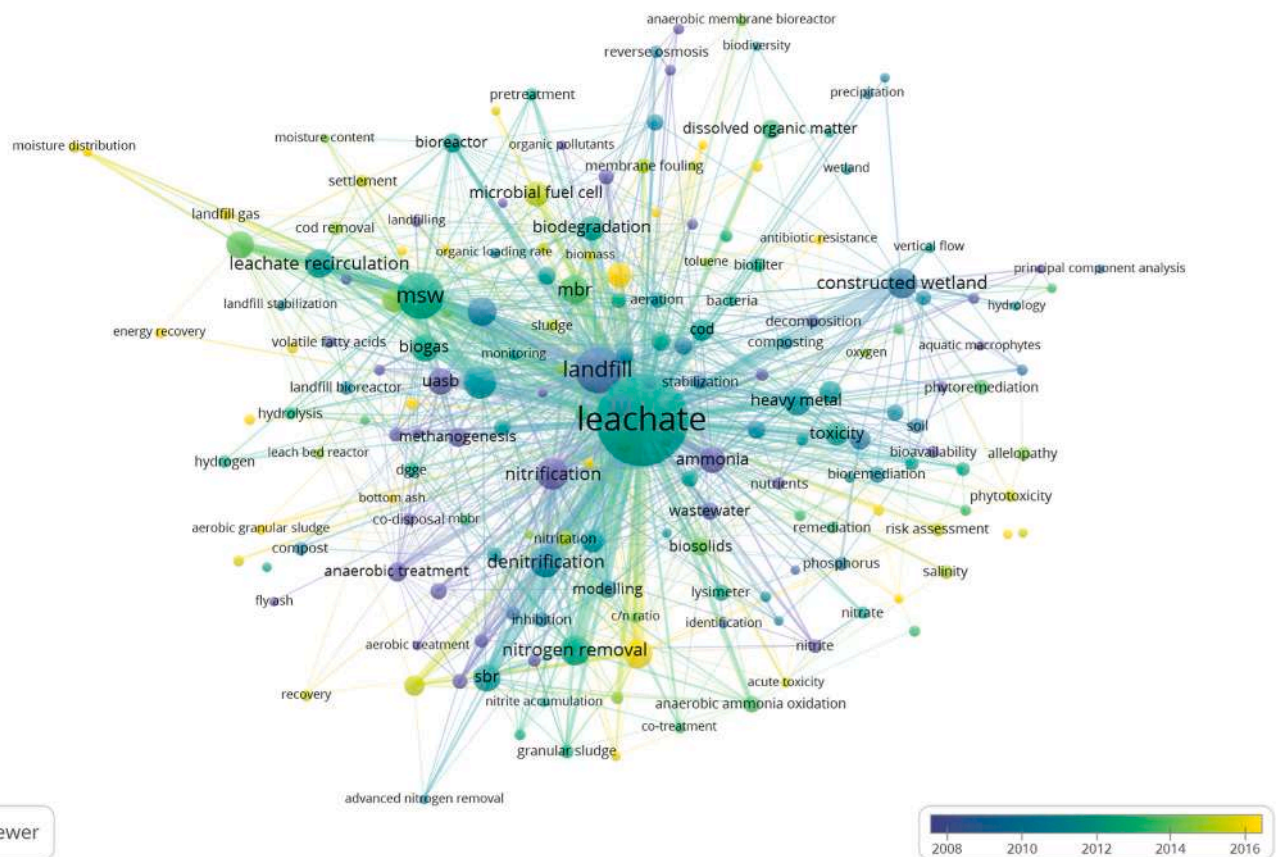 anaerobic membrane bioreactor
reverse osmosis
biodiversity
pretreatment
precipitation
moisture distribution
moisture content
bioreactor
organic pollutants
dissolved organic matter
settlement
membrane fouling
wetland
microbial fuel cell
landfill gas
cod removal
landfilling
biodegradation
antibiotic resistance
vertical flow
organic loading rate
biomass
toluene
biofilter
leachate recirculation
principal component analysis
constructed wetland
msw
mbr
aeration
bacteria
landfill stabilization
hydrology
energy recovery
sludge
cod
decomposition
volatile fatty acids
biogas
monitoring
composting
oxygen
aquatic macrophytes
landfill
landfill bioreactor
uasb
stabilization
phytoremediation
heavy metal
hydrolysis
leachate
methanogenesis
toxicity
soil
leach bed reactor
bioavailability
allelopathy
hydrogen
dgge
nitrification
ammonia
bioremediation
nutrients
bottom ash
phytotoxicity
co-disposal
mbbr
wastewater
aerobic granular sludge
remediation
risk assessment
compost
nitritation
biosolids
denitrification
anaerobic treatment
phosphorus
salinity
modelling
lysimeter
fly ash
inhibition
c/n ratio
identification
nitrate
aerobic treatment
nitrogen removal
nitrite
sbr
acute toxicity
recovery
nitrite accumulation
anaerobic ammonia oxidation
co-treatment
granular sludge
advanced nitrogen removal
ewer
2008 2010 2012 2014 2016